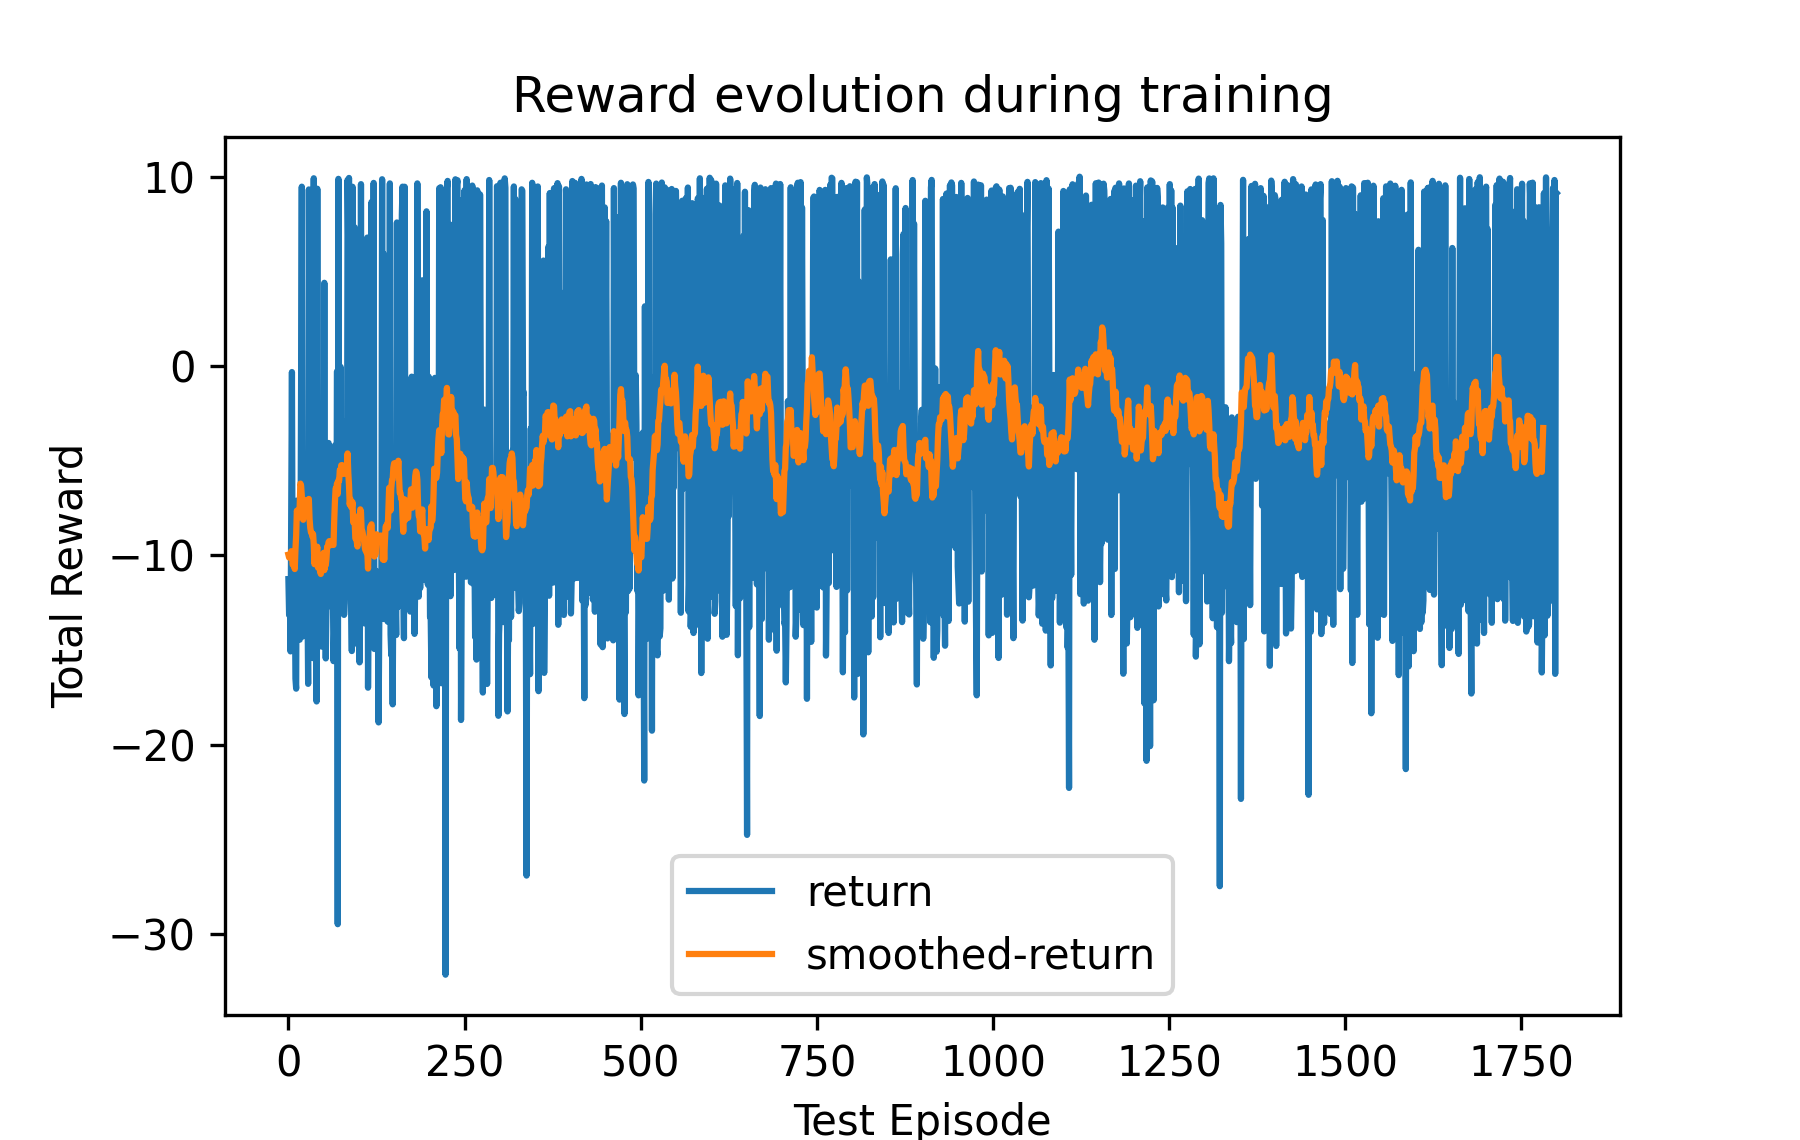 Reward evolution during training
10
0
−10
−20
−30
Total Reward
return
smoothed-return
0 250 500 750 1000 1250 1500 1750
Test Episode